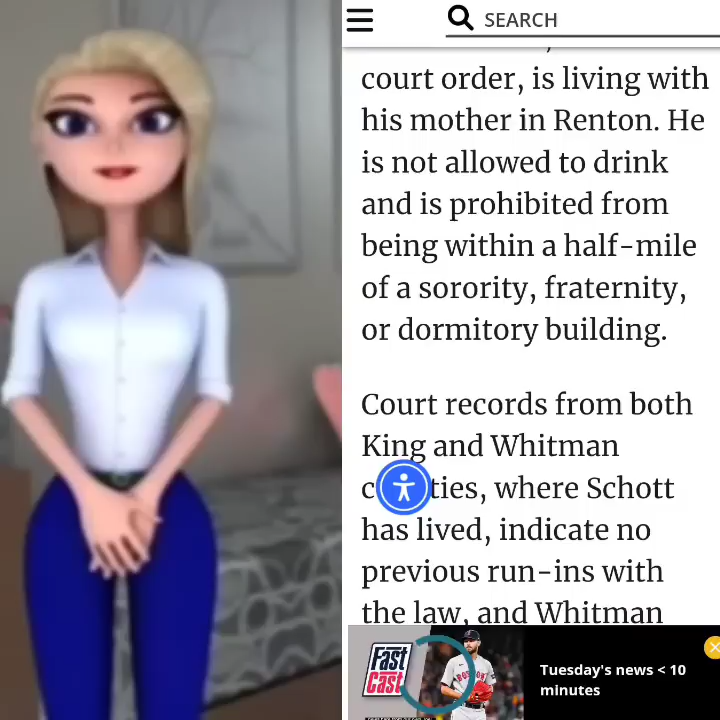 SEARCH
court order, is living with
his mother in Renton. He
is not allowed to drink
and is prohibited from
being within a half-mile
of a sorority, fraternity,
or dormitory building.
Court records from both
King and Whitman
c ties, where Schott
has lived, indicate no
previous run-ins with
the law, and Whitman
Fast
Cast
BOSTON
Tuesday's news < 10
minutes